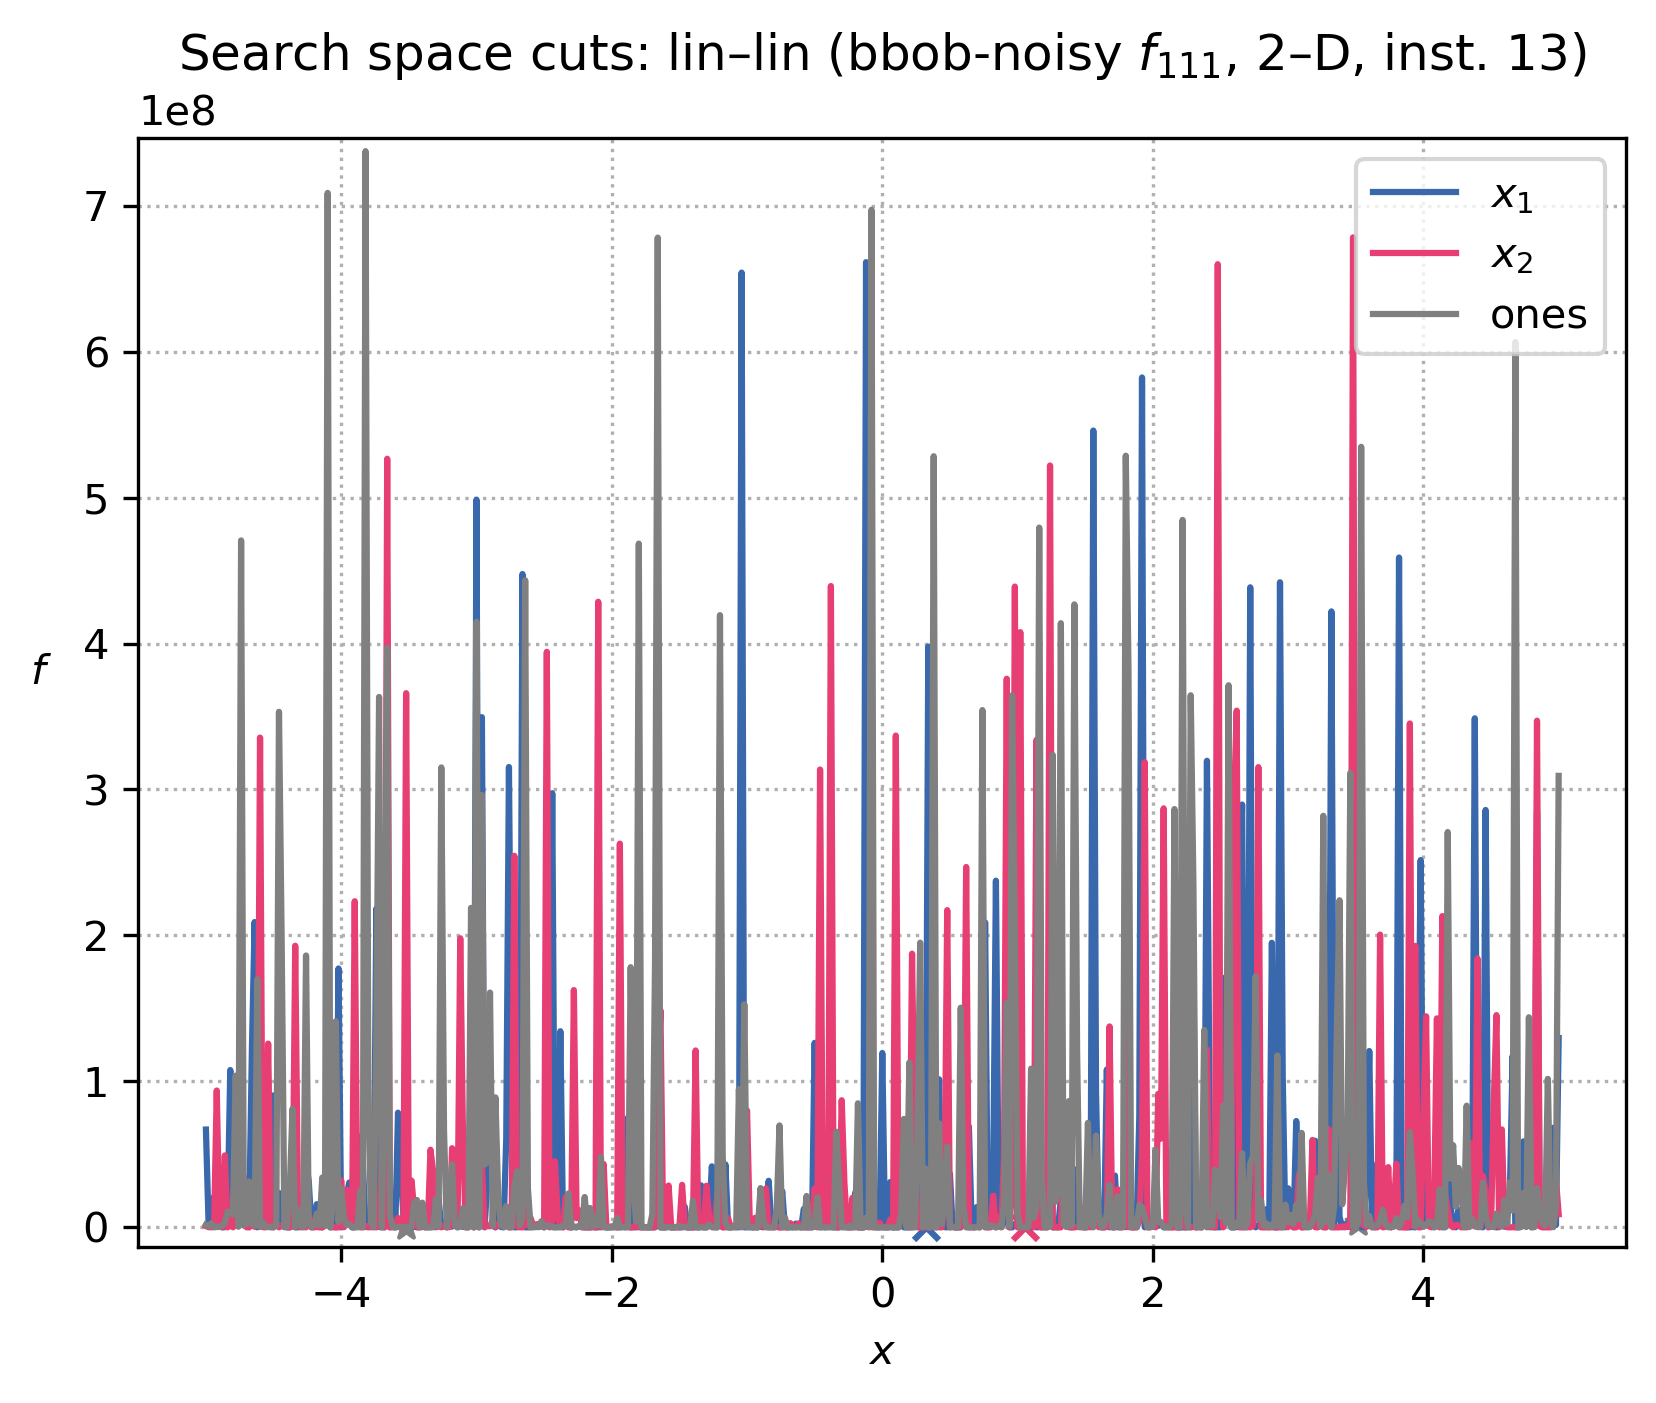 Search space cuts: lin–lin (bbob-noisy f₁₁₁, 2–D, inst. 13)
1e8
x₁
x₂
ones
7
6
5
4
3
2
1
0
f
−4
−2
0
2
4
x